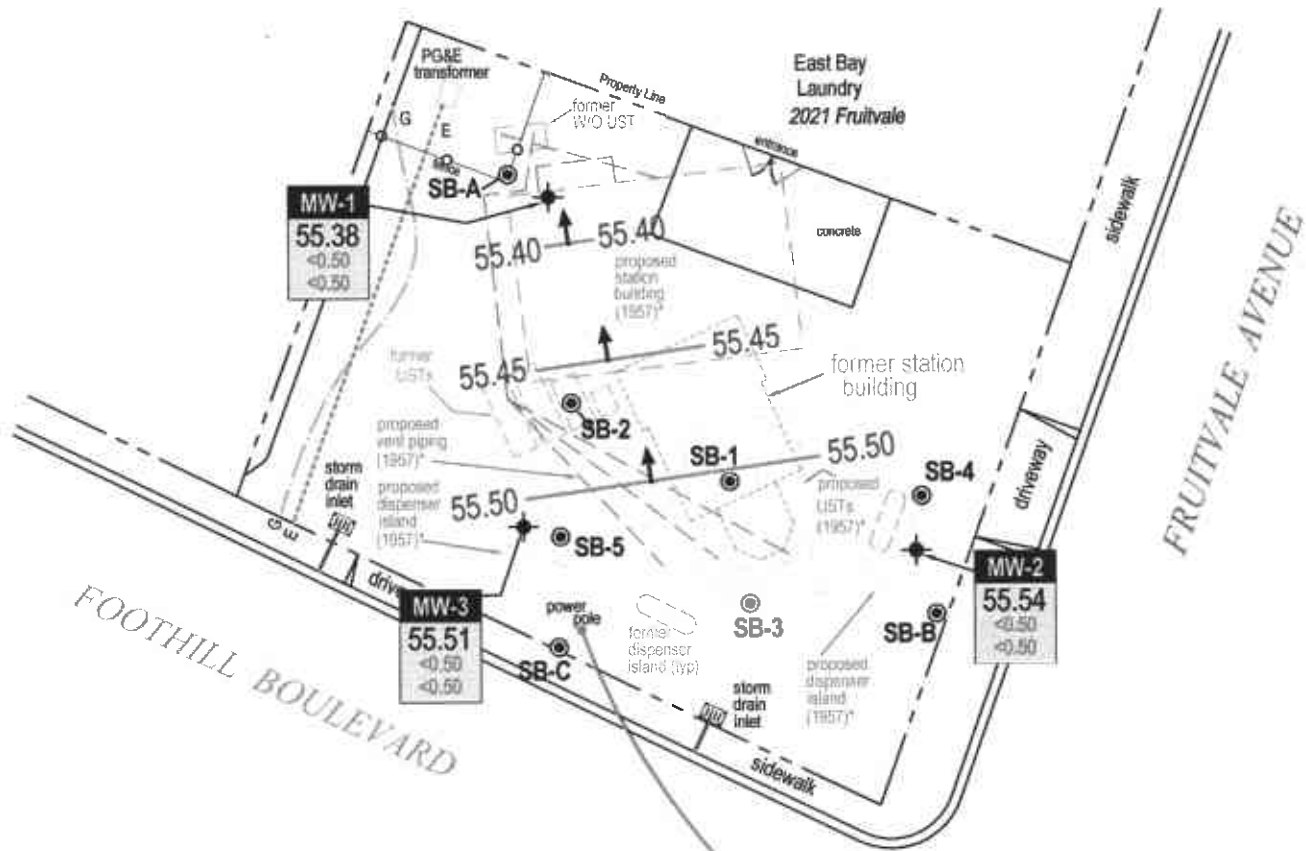 PG&E
transformer
East Bay
Laundry
2021 Fruitvale
Property Line
former
W/O UST
G
E
fence
entrance
sidewalk
SB-A
MW-1
55.38
<0.50
<0.50
concrete
55.40
55.40
proposed
station
building
(1957)*
FRUITVALE AVENUE
55.45
55.45
former
USTs
former station
building
SB-2
proposed
vent piping
(1957)*
SB-1
55.50
storm
drain
inlet
SB-4
driveway
proposed
dispenser
island
(1957)*
55.50
proposed
USTs
(1957)*
G
E
SB-5
MW-2
55.54
<0.50
<0.50
MW-3
55.51
<0.50
<0.50
power
pole
SB-3
SB-B
former
dispenser
island (typ)
SB-C
proposed
dispenser
island
(1957)*
storm
drain
inlet
FOOTHILL BOULEVARD
sidewalk